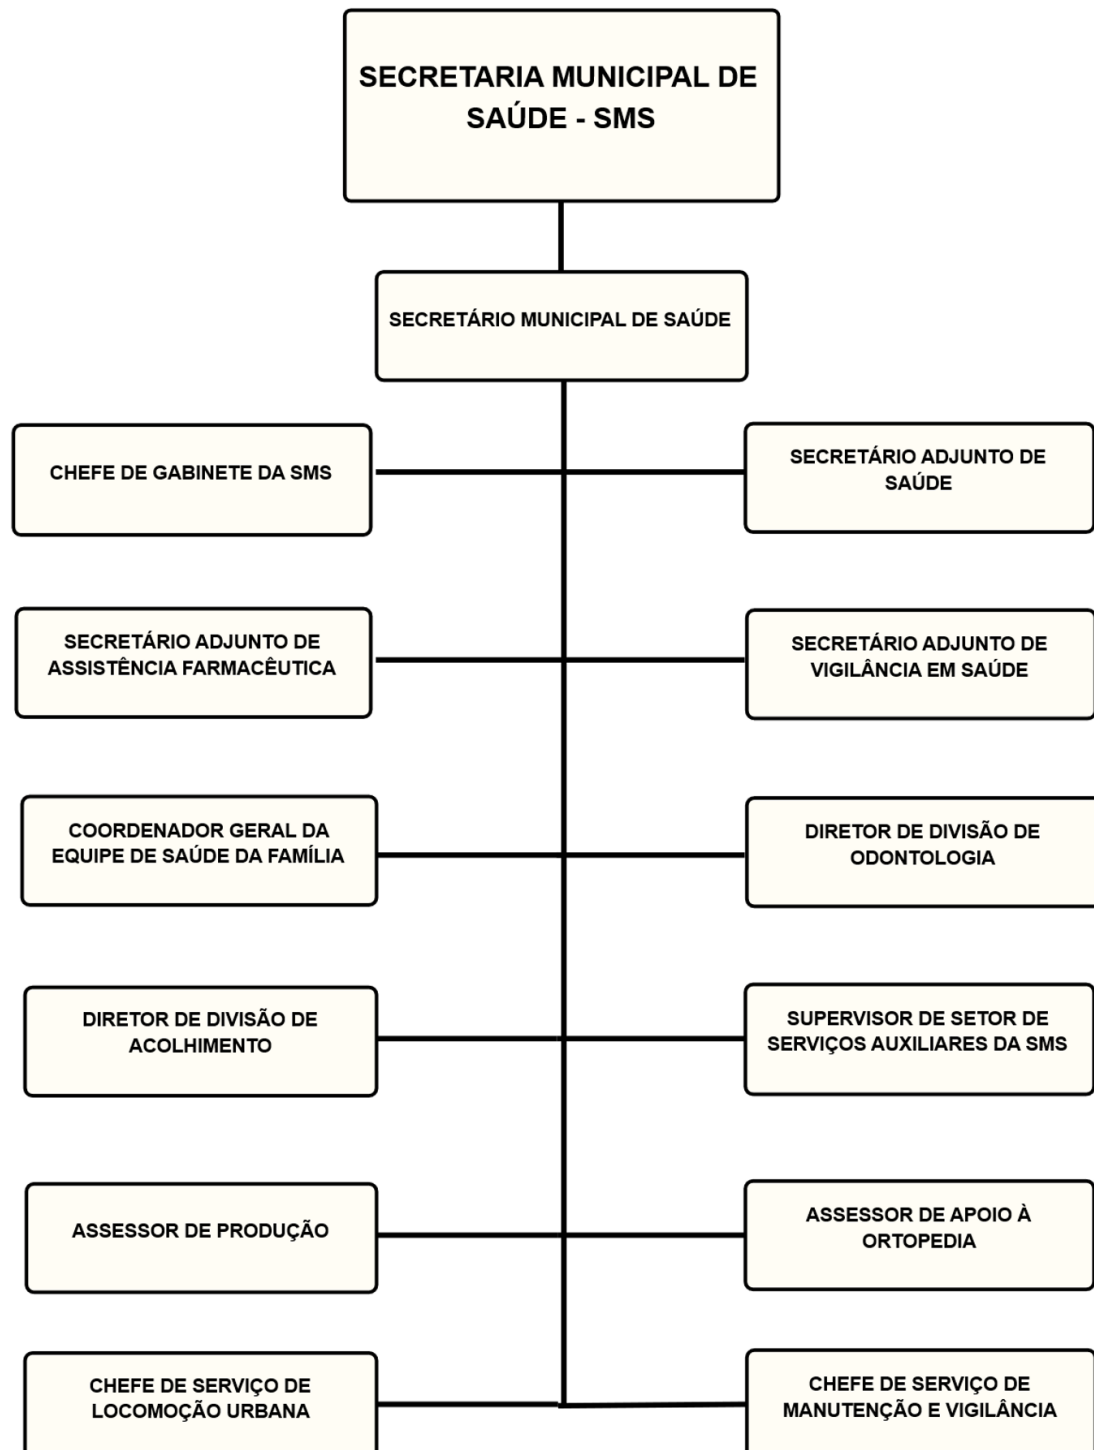 SECRETARIA MUNICIPAL DE
SAÚDE - SMS
SECRETÁRIO MUNICIPAL DE SAÚDE
CHEFE DE GABINETE DA SMS
SECRETÁRIO ADJUNTO DE
SAÚDE
SECRETÁRIO ADJUNTO DE
ASSISTÊNCIA FARMACÊUTICA
SECRETÁRIO ADJUNTO DE
VIGILÂNCIA EM SAÚDE
COORDENADOR GERAL DA
EQUIPE DE SAÚDE DA FAMÍLIA
DIRETOR DE DIVISÃO DE
ODONTOLOGIA
DIRETOR DE DIVISÃO DE
ACOLHIMENTO
SUPERVISOR DE SETOR DE
SERVIÇOS AUXILIARES DA SMS
ASSESSOR DE PRODUÇÃO
ASSESSOR DE APOIO À
ORTOPEDIA
CHEFE DE SERVIÇO DE
LOCOMOÇÃO URBANA
CHEFE DE SERVIÇO DE
MANUTENÇÃO E VIGILÂNCIA